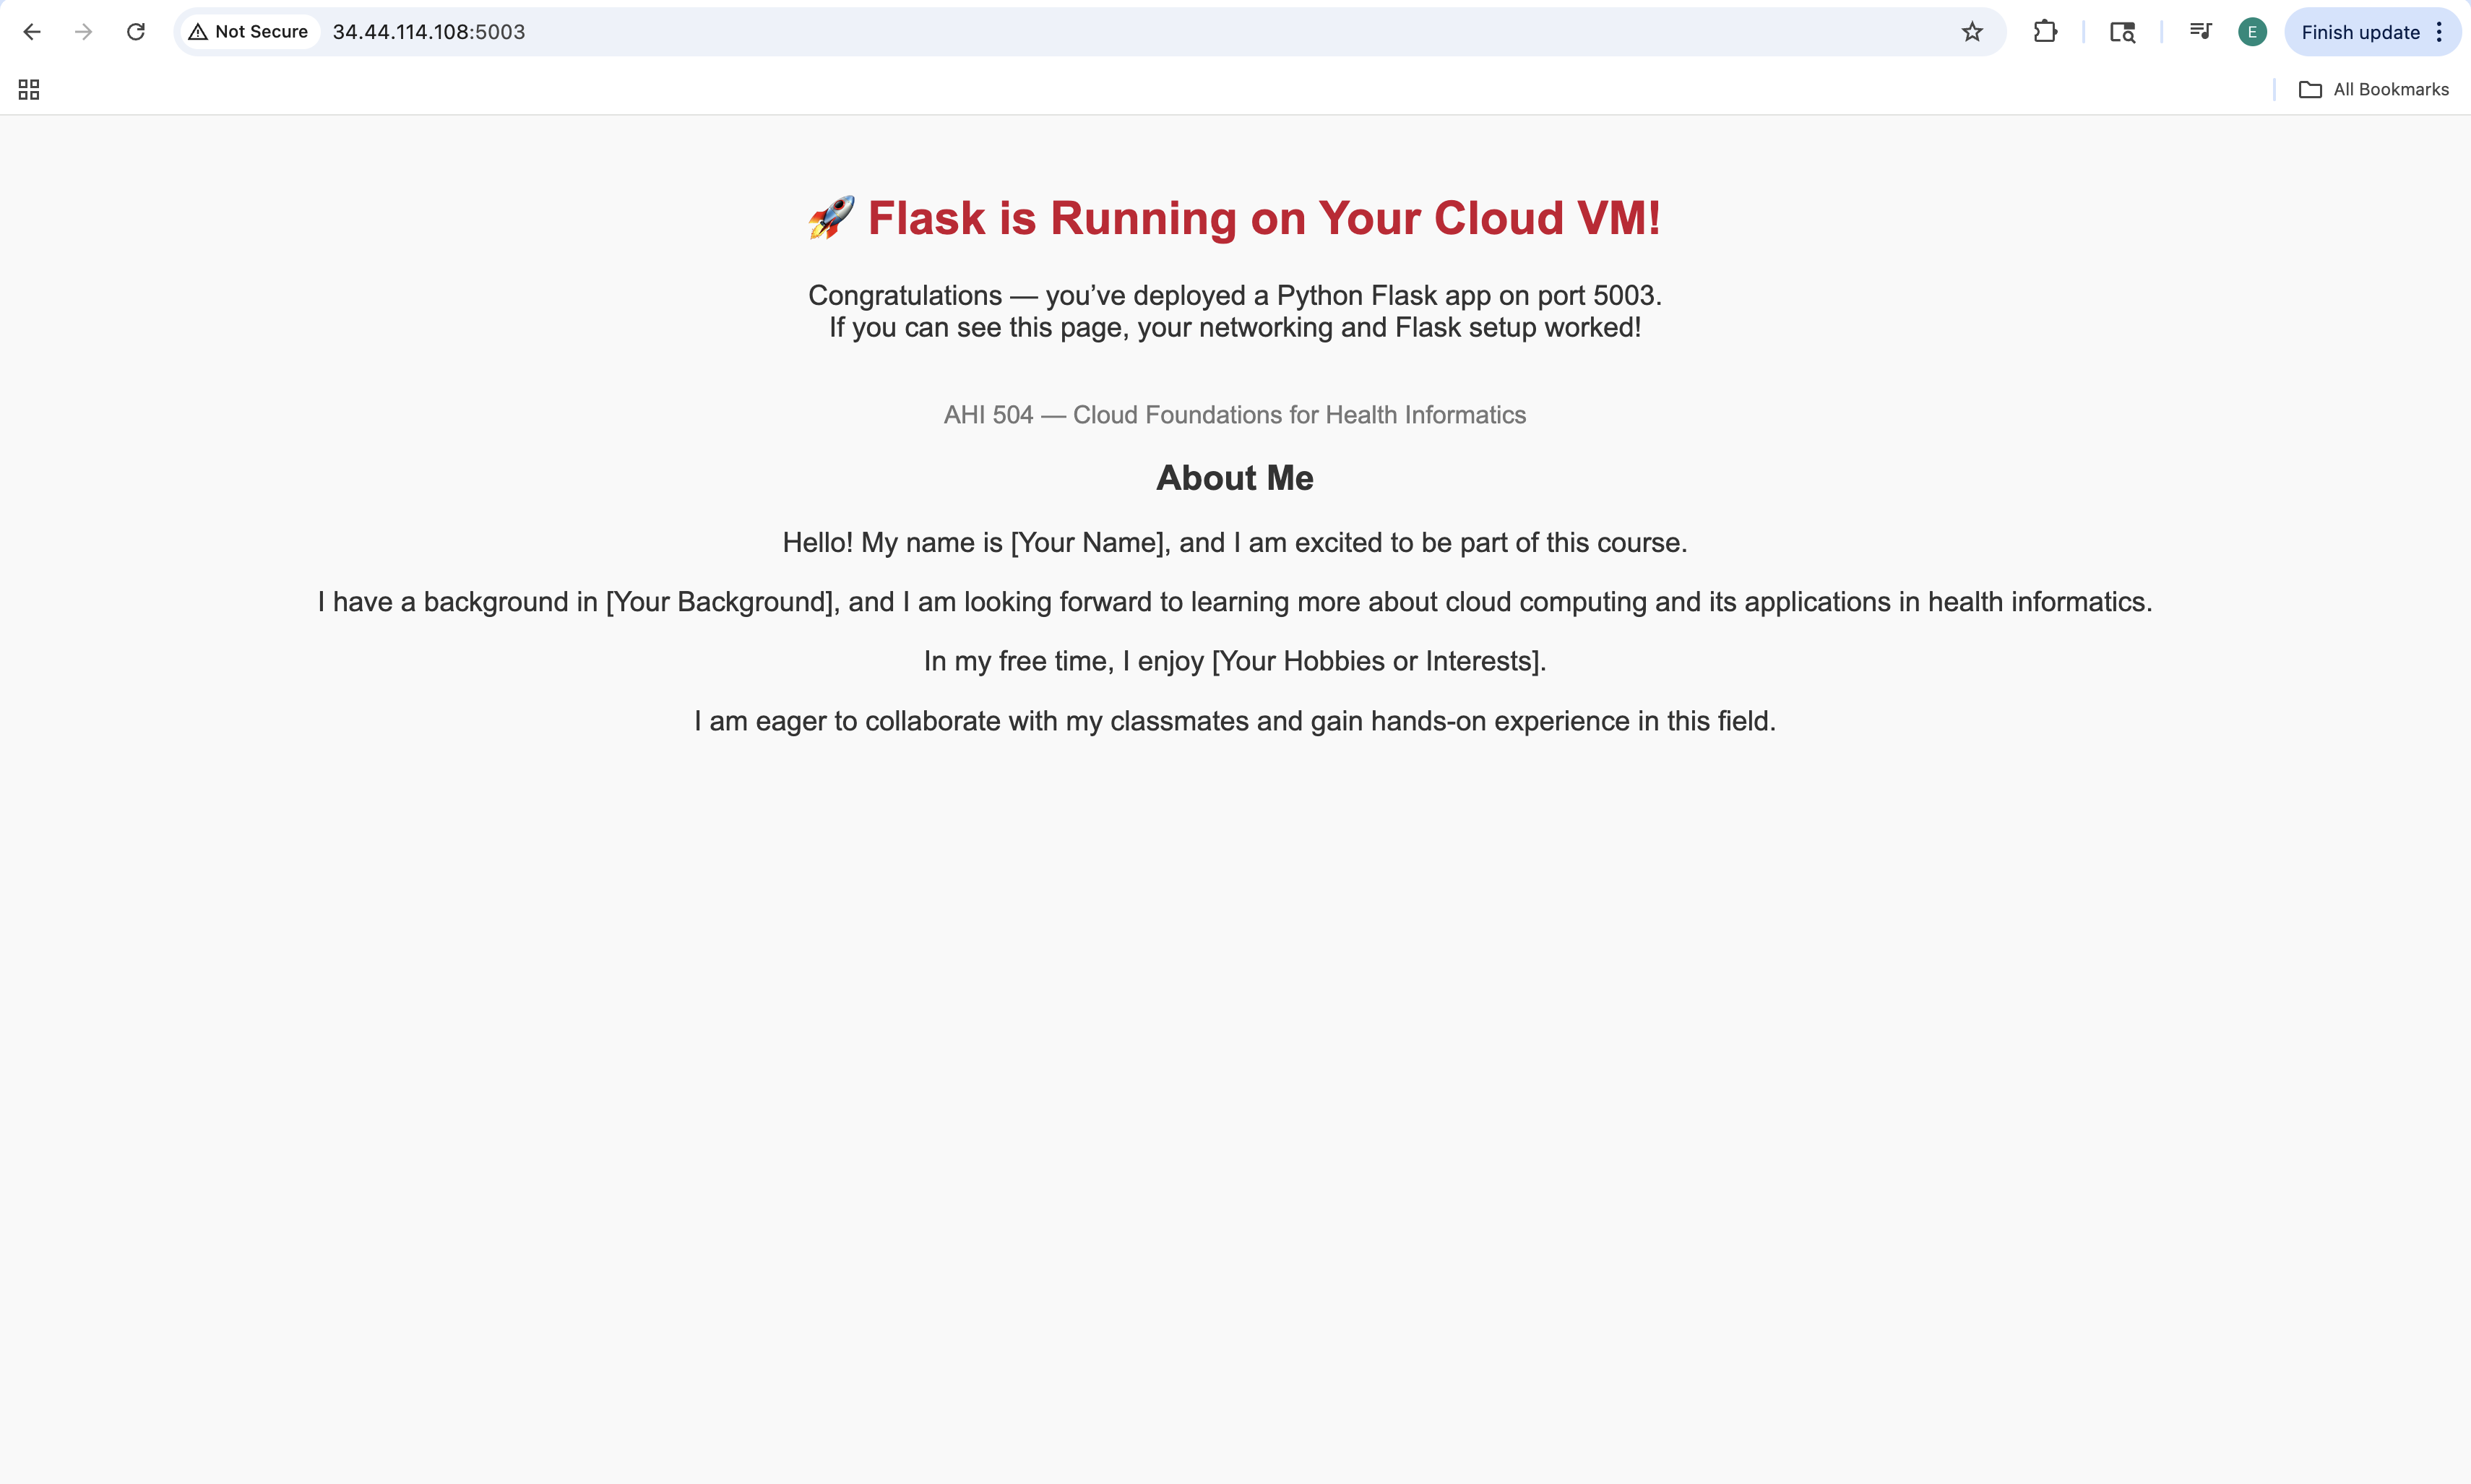 Not Secure 34.44.114.108:5003 E Finish update
All Bookmarks
🚀 Flask is Running on Your Cloud VM!
Congratulations — you’ve deployed a Python Flask app on port 5003.
If you can see this page, your networking and Flask setup worked!
AHI 504 — Cloud Foundations for Health Informatics
About Me
Hello! My name is [Your Name], and I am excited to be part of this course.
I have a background in [Your Background], and I am looking forward to learning more about cloud computing and its applications in health informatics.
In my free time, I enjoy [Your Hobbies or Interests].
I am eager to collaborate with my classmates and gain hands-on experience in this field.